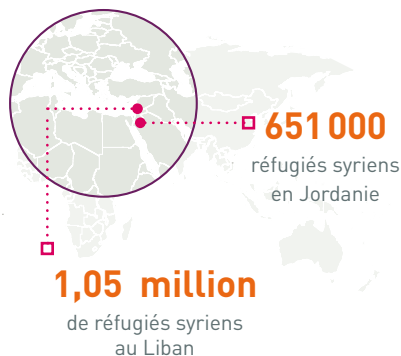 651 000
réfugiés syriens
en Jordanie
1,05 million
de réfugiés syriens
au Liban